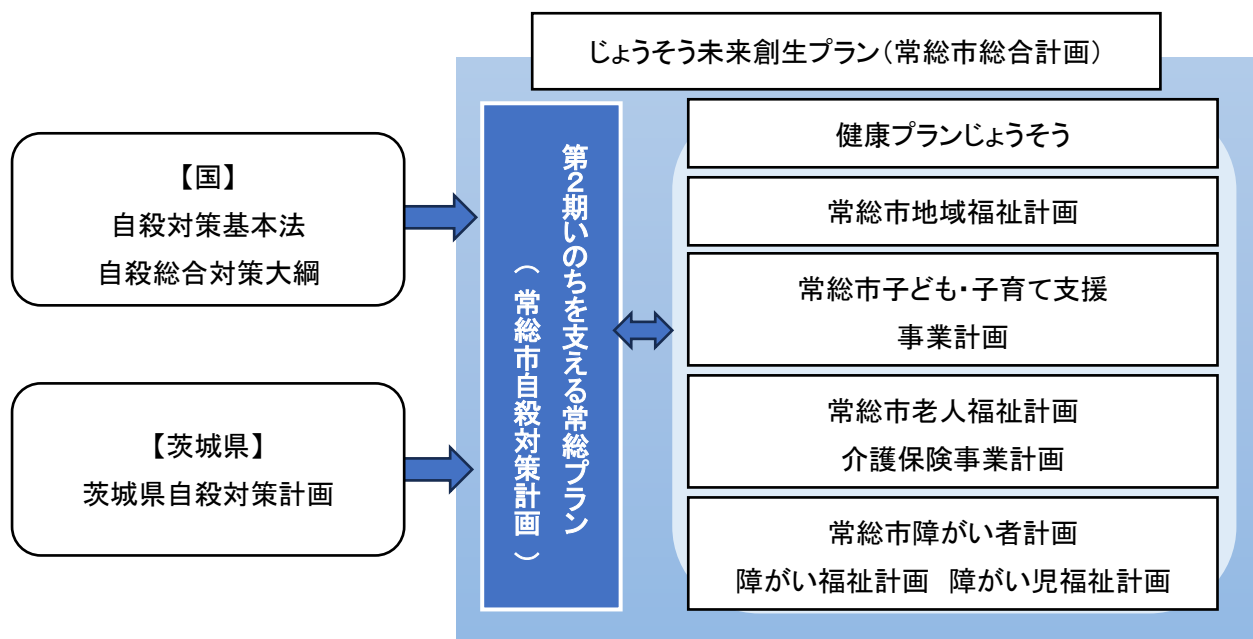 じょうそう未来創生プラン（常総市総合計画）
【国】
自殺対策基本法
自殺総合対策大綱
【茨城県】
茨城県自殺対策計画
第２期いのちを支える常総プラン
（常総市自殺対策計画）
健康プランじょうそう
常総市地域福祉計画
常総市子ども・子育て支援
事業計画
常総市老人福祉計画
介護保険事業計画
常総市障がい者計画
障がい福祉計画　障がい児福祉計画